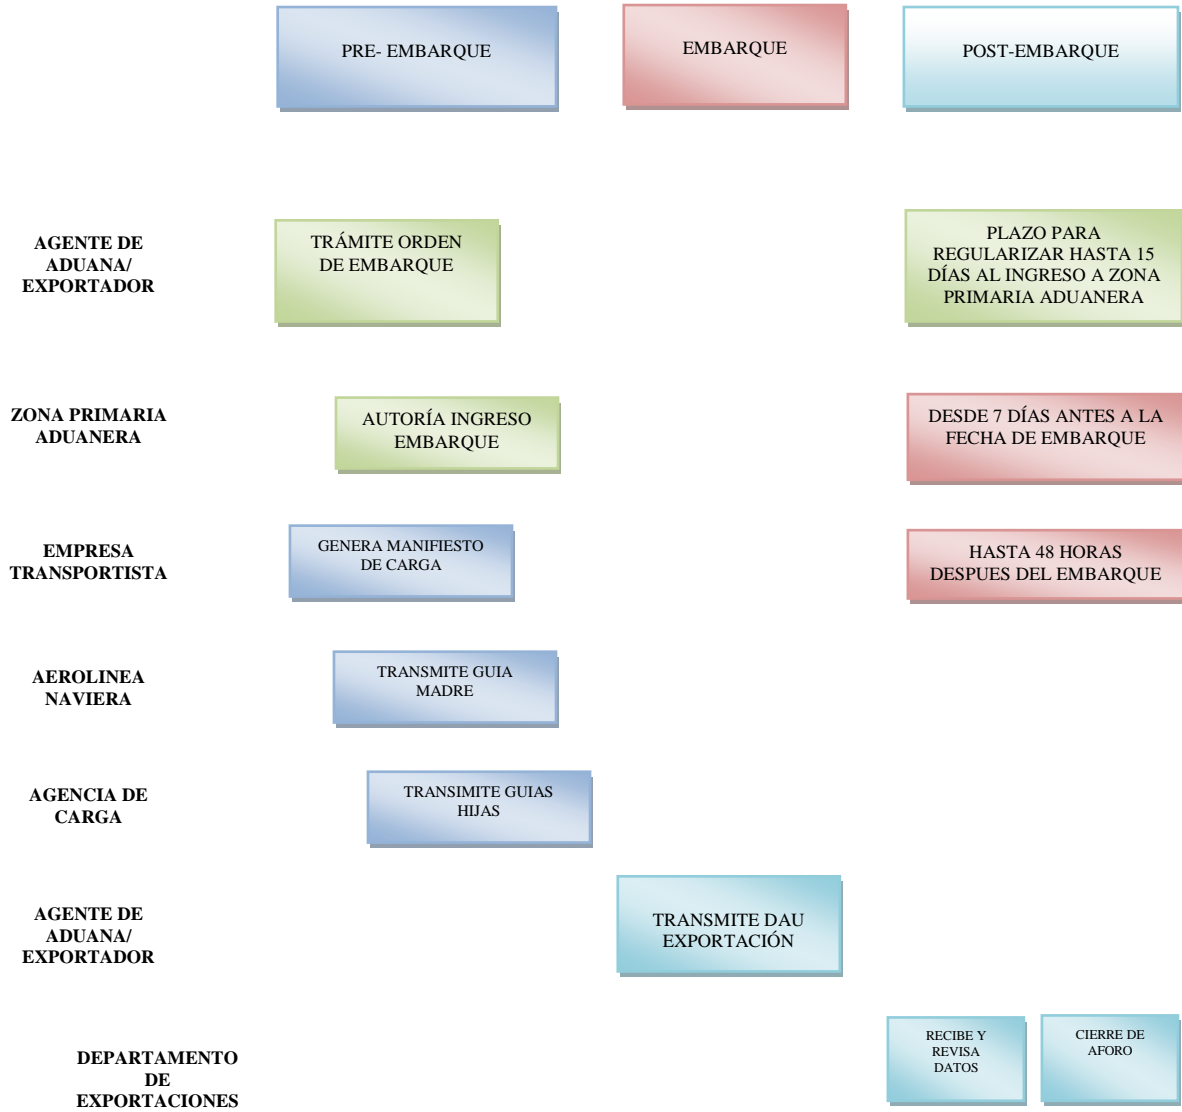 PRE- EMBARQUE
EMBARQUE
POST-EMBARQUE
AGENTE DE
ADUANA/
EXPORTADOR
TRÁMITE ORDEN
DE EMBARQUE
PLAZO PARA
REGULARIZAR HASTA 15
DÍAS AL INGRESO A ZONA
PRIMARIA ADUANERA
ZONA PRIMARIA
ADUANERA
AUTORÍA INGRESO
EMBARQUE
DESDE 7 DÍAS ANTES A LA
FECHA DE EMBARQUE
EMPRESA
TRANSPORTISTA
GENERA MANIFIESTO
DE CARGA
HASTA 48 HORAS
DESPUES DEL EMBARQUE
AEROLINEA
NAVIERA
TRANSMITE GUIA
MADRE
AGENCIA DE
CARGA
TRANSIMITE GUIAS
HIJAS
AGENTE DE
ADUANA/
EXPORTADOR
TRANSMITE DAU
EXPORTACIÓN
DEPARTAMENTO
DE
EXPORTACIONES
RECIBE Y
REVISA
DATOS
CIERRE DE
AFORO